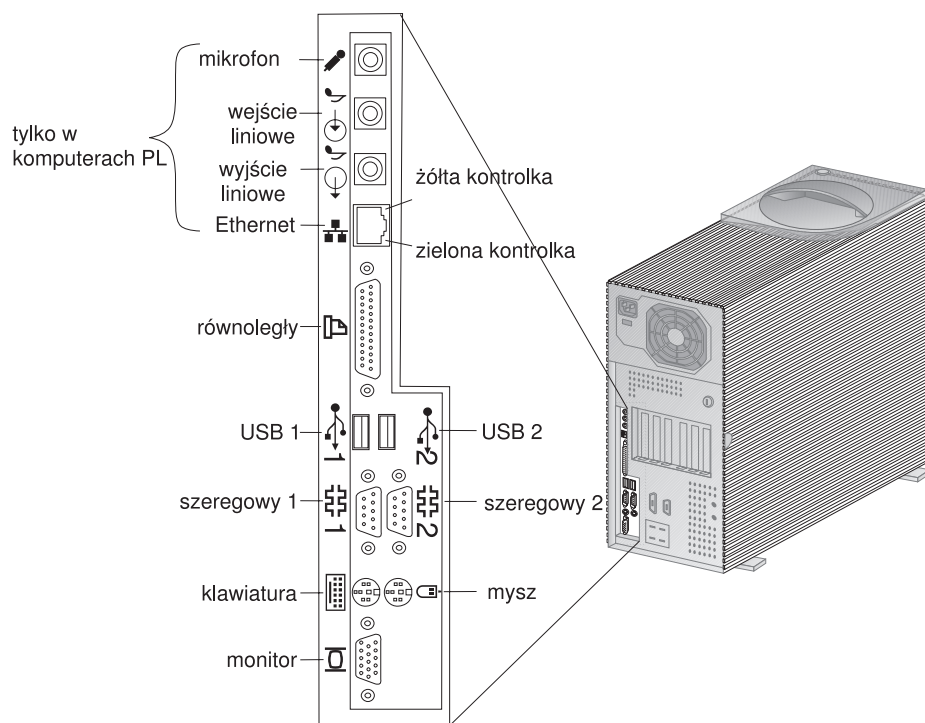 mikrofon
wejście
liniowe
tylko w
komputerach PL
wyjście
liniowe
żółta kontrolka
Ethernet
zielona kontrolka
równoległy
USB 1
USB 2
1
2
szeregowy 1
szeregowy 2
1
2
klawiatura
mysz
monitor